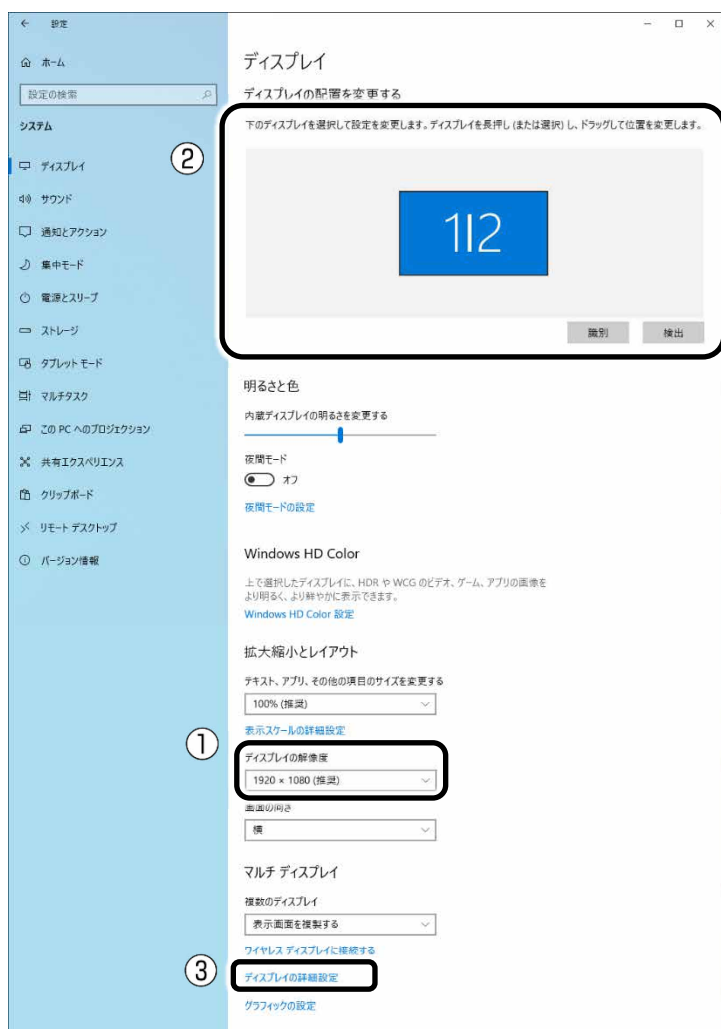 設定
ホーム
設定の検索
システム
ディスプレイ
サウンド
通知とアクション
集中モード
電源とスリープ
ストレージ
タブレット モード
マルチタスク
この PC へのプロジェクション
共有エクスペリエンス
クリップボード
リモート デスクトップ
バージョン情報
ディスプレイ
ディスプレイの配置を変更する
②
下のディスプレイを選択して設定を変更します。ディスプレイを長押し (または選択) し、ドラッグして位置を変更します。
1|2
識別
検出
明るさと色
内蔵ディスプレイの明るさを変更する
夜間モード
オフ
夜間モードの設定
Windows HD Color
上で選択したディスプレイに、HDR や WCG のビデオ、ゲーム、アプリの画像を
より明るく、より鮮やかに表示できます。
Windows HD Color 設定
拡大縮小とレイアウト
テキスト、アプリ、その他の項目のサイズを変更する
100% (推奨)
表示スケールの詳細設定
①
ディスプレイの解像度
1920 × 1080 (推奨)
画面の向き
横
マルチ ディスプレイ
複数のディスプレイ
表示画面を複製する
ワイヤレス ディスプレイに接続する
③
ディスプレイの詳細設定
グラフィックの設定